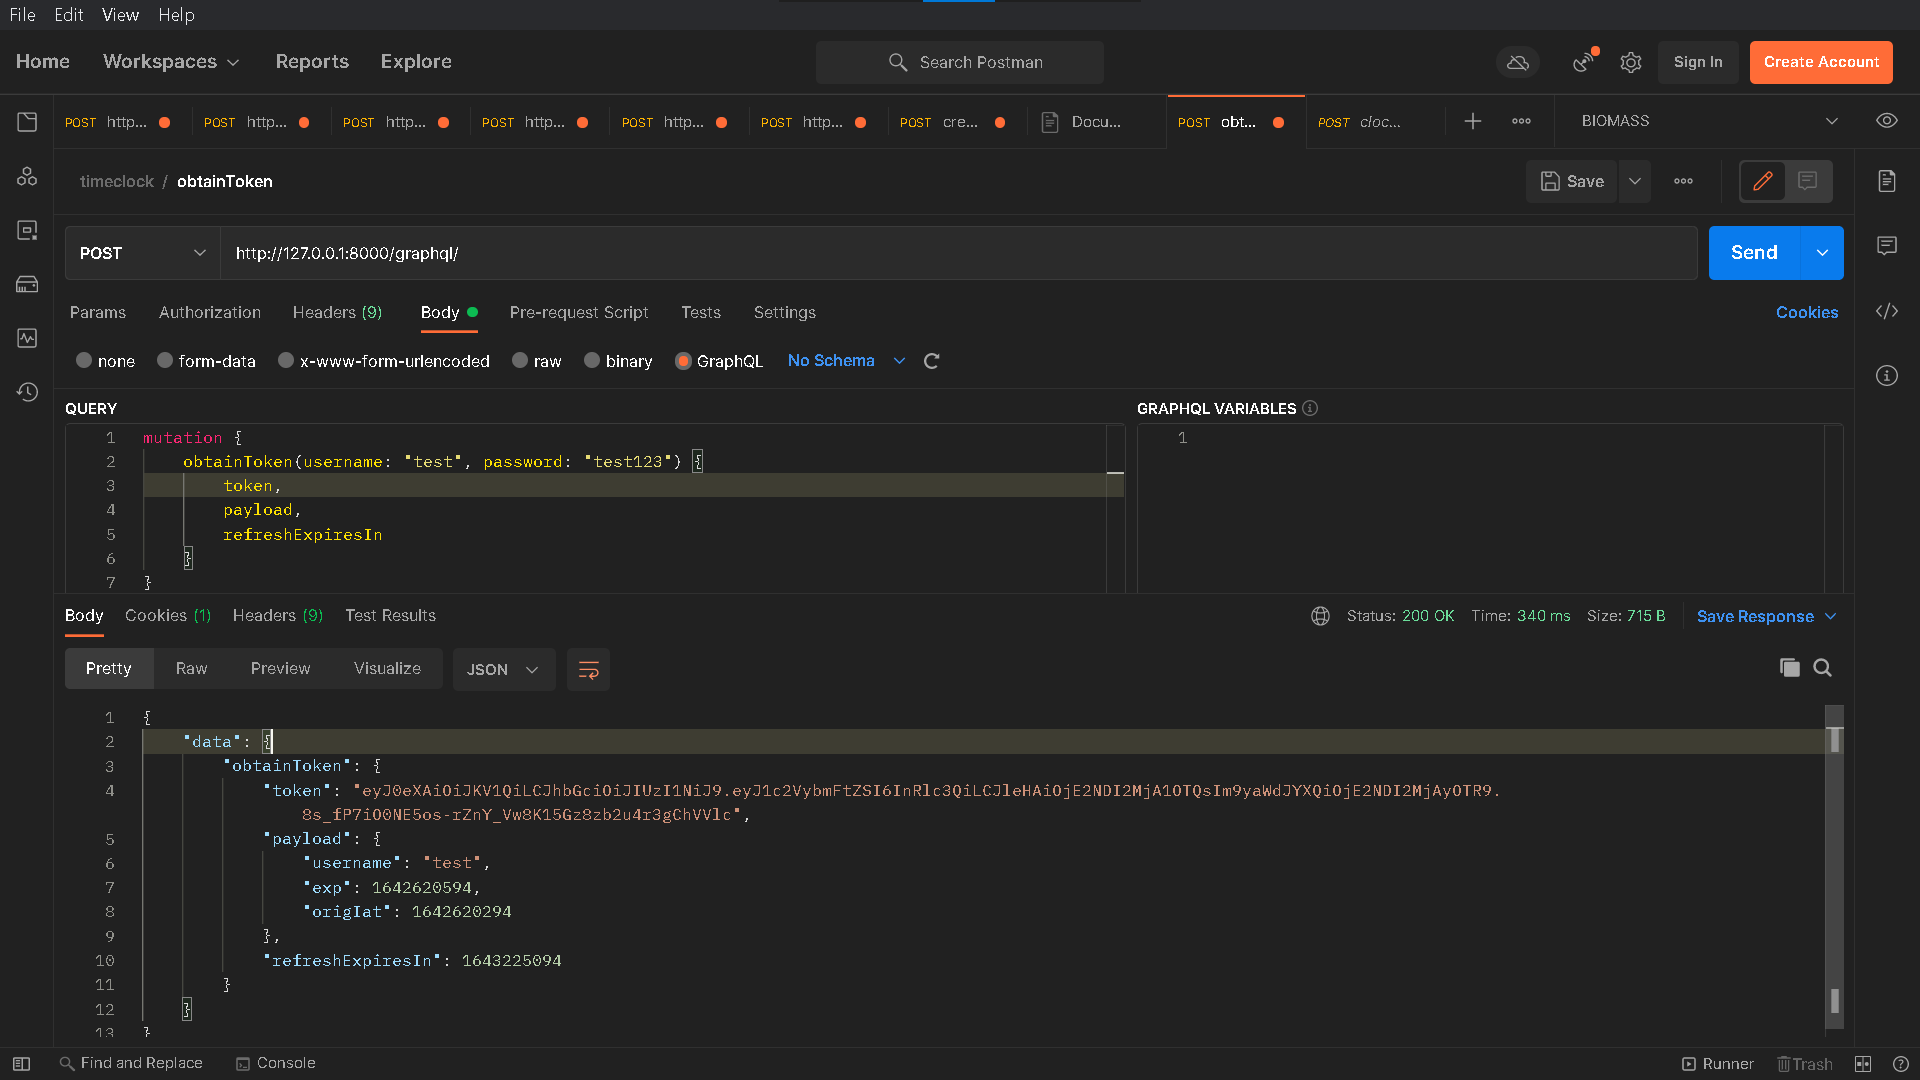 File Edit View Help
Home Workspaces Reports Explore Search Postman Sign In Create Account
POST http... POST http... POST http... POST http... POST http... POST http... POST cre... Docu... POST obt... POST cloc... BIOMASS
timeclock / obtainToken Save
POST http://127.0.0.1:8000/graphql/ Send
Params Authorization Headers (9) Body Pre-request Script Tests Settings Cookies
none form-data x-www-form-urlencoded raw binary GraphQL No Schema
QUERY GRAPHQL VARIABLES
1 mutation { 1
2 obtainToken(username: "test", password: "test123") {
3 token,
4 payload,
5 refreshExpiresIn
6 }
7 }
Body Cookies (1) Headers (9) Test Results Status: 200 OK Time: 340 ms Size: 715 B Save Response
Pretty Raw Preview Visualize JSON
1 {
2 "data": {
3 "obtainToken": {
4 "token": "eyJ0eXAiOiJKV1QiLCJhbGciOiJIUzI1NiJ9.eyJ1c2VybmFtZSI6InRlc3QiLCJleHAiOjE2NDI2MjA1OTQsIm9yaWdJYXQiOjE2NDI2MjAyOTR9.
8s_fP7iO0NE5os-rZnY_Vw8K15Gz8zb2u4r3gChVVlc",
5 "payload": {
6 "username": "test",
7 "exp": 1642620594,
8 "origIat": 1642620294
9 },
10 "refreshExpiresIn": 1643225094
11 }
12 }
13 }
Find and Replace Console Runner Trash